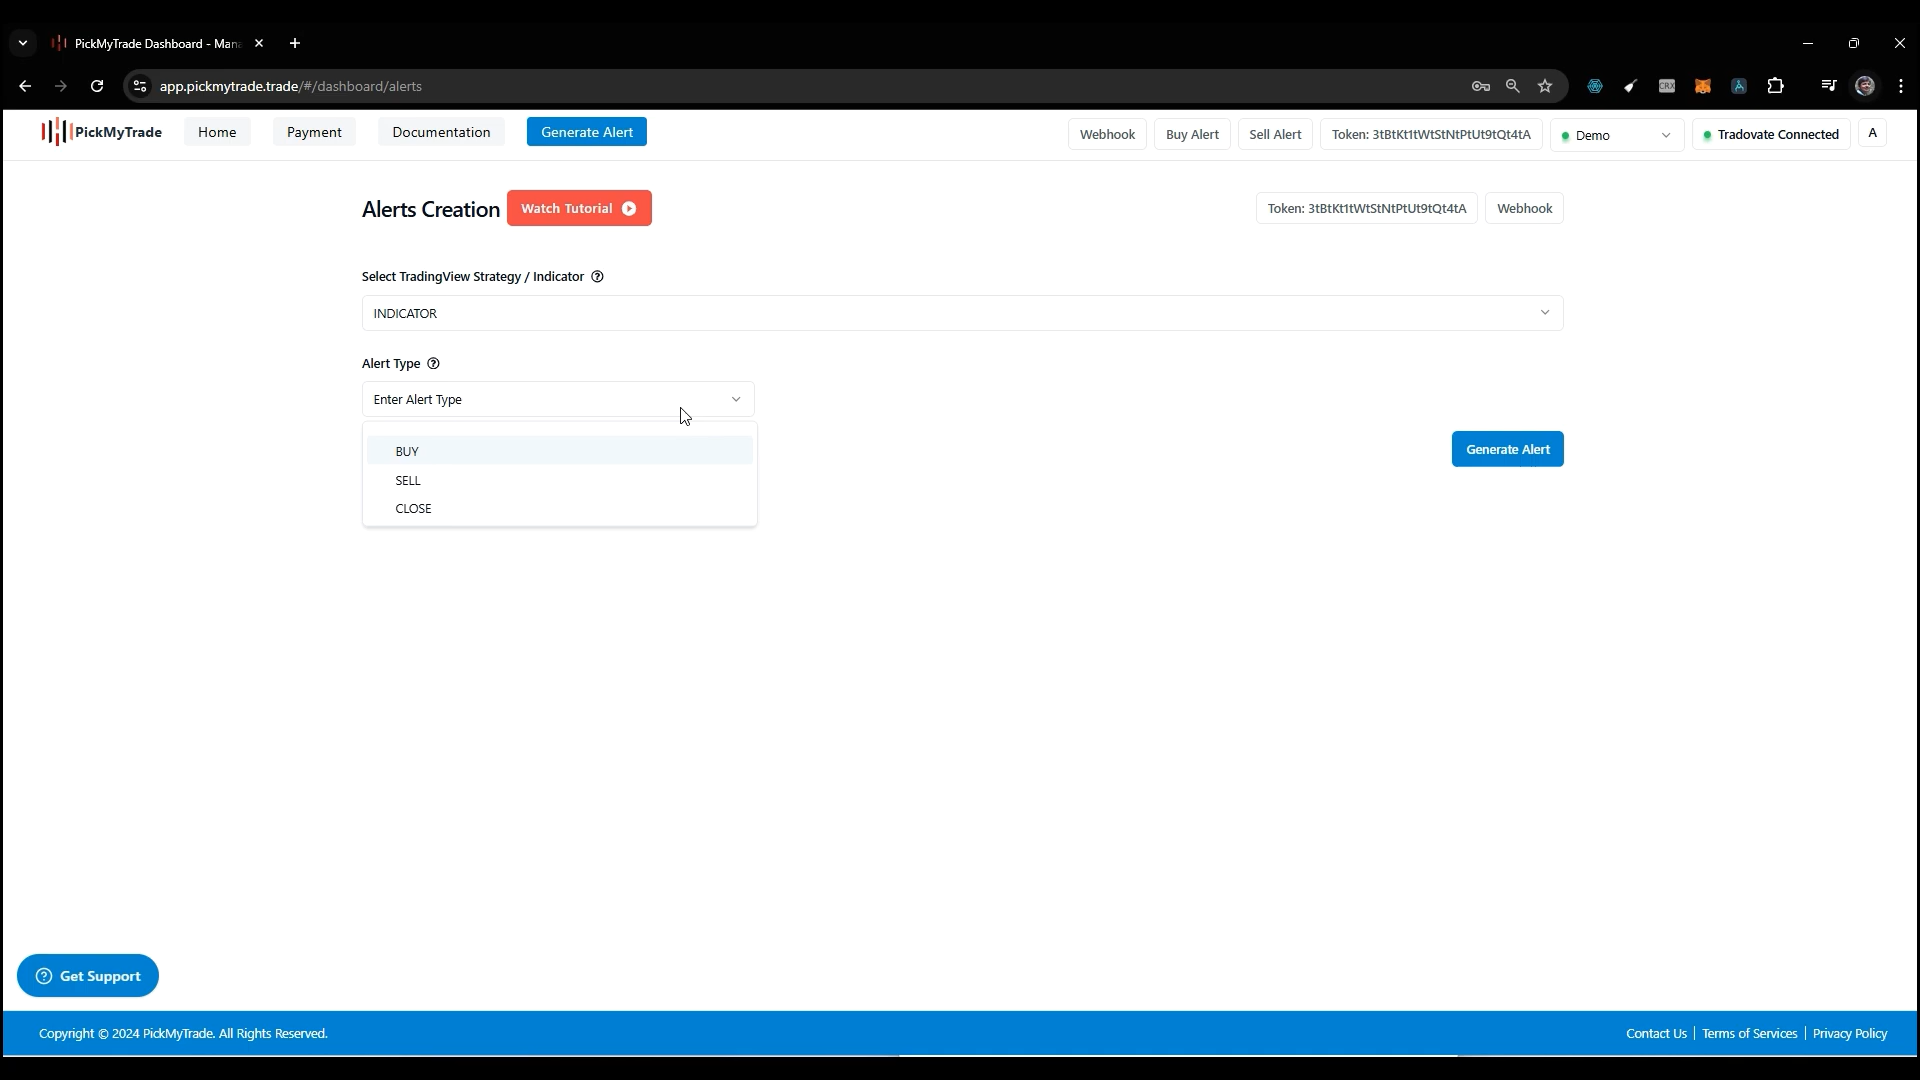 PickMyTrade Dashboard - Mana
app.pickmytrade.trade/#/dashboard/alerts
CRX
PickMyTrade
Home
Payment
Documentation
Generate Alert
Webhook
Buy Alert
Sell Alert
Token: 3tBtKt1tWtStNtPtUt9tQt4tA
Demo
Tradovate Connected
A
Alerts Creation
Watch Tutorial
Token: 3tBtKt1tWtStNtPtUt9tQt4tA
Webhook
Select TradingView Strategy / Indicator
INDICATOR
Alert Type
Enter Alert Type
BUY
SELL
CLOSE
Generate Alert
Get Support
Copyright © 2024 PickMyTrade. All Rights Reserved.
Contact Us
Terms of Services
Privacy Policy